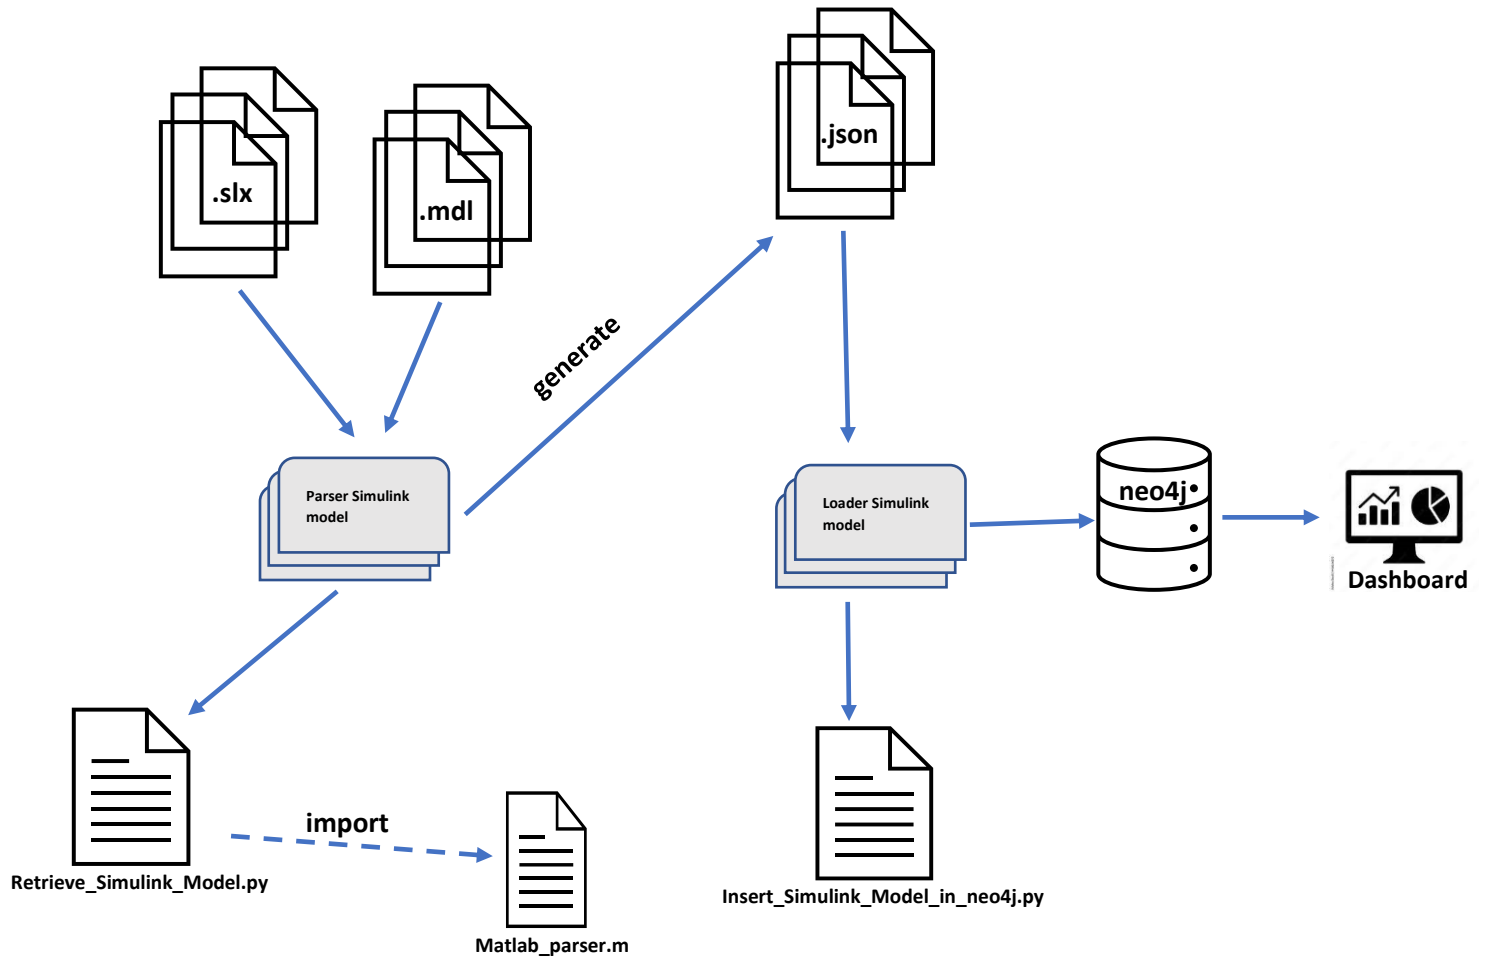 .slx
.mdl
.json
generate
Parser Simulink
model
Loader Simulink
model
neo4j
Dashboard
import
Retrieve_Simulink_Model.py
Matlab_parser.m
Insert_Simulink_Model_in_neo4j.py